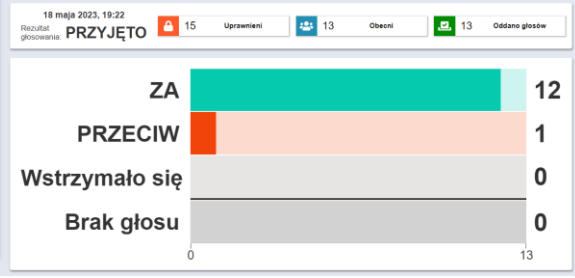 18 maja 2023, 19:22
Rezultat głosowania: PRZYJĘTO
15 Uprawnieni
13 Obecni
13 Oddano głosów
ZA 12
PRZECIW 1
Wstrzymało się 0
Brak głosu 0
0 13